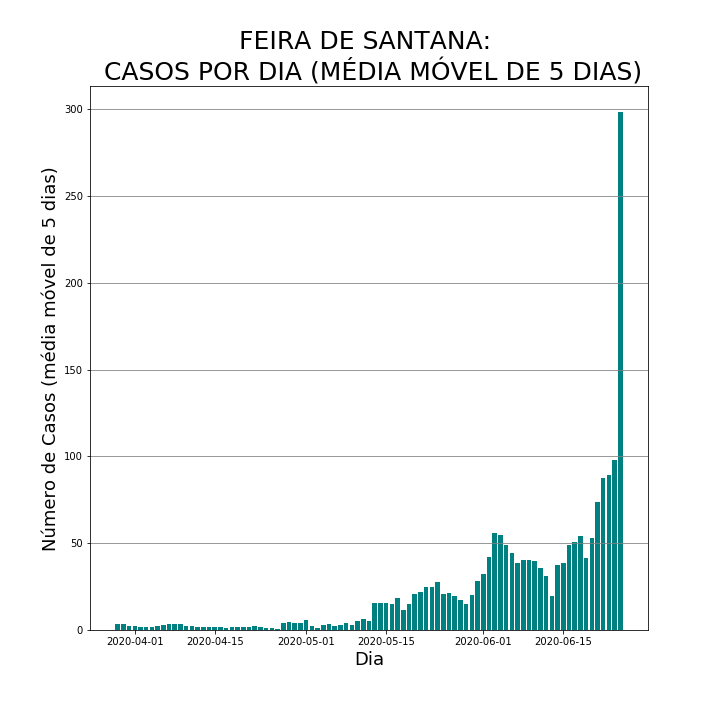 FEIRA DE SANTANA:
CASOS POR DIA (MÉDIA MÓVEL DE 5 DIAS)
Número de Casos (média móvel de 5 dias)
300
250
200
150
100
50
0
2020-04-01 2020-04-15 2020-05-01 2020-05-15 2020-06-01 2020-06-15
Dia